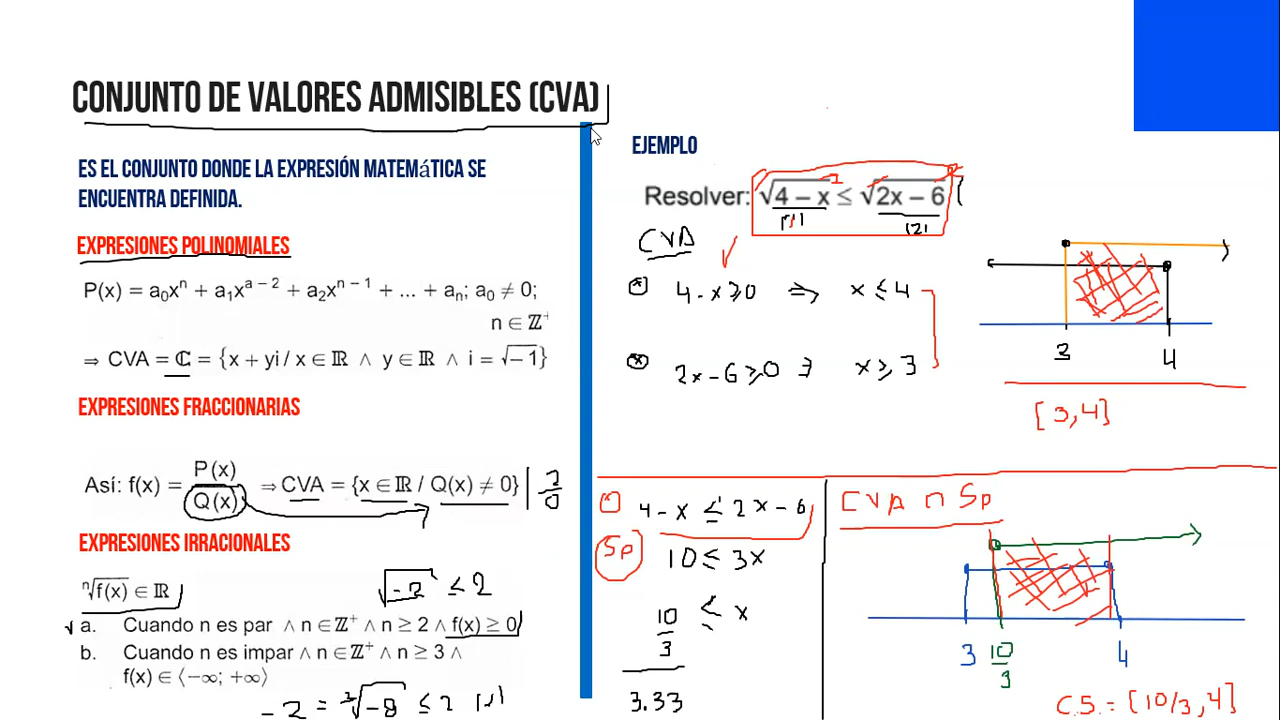 CONJUNTO DE VALORES ADMISIBLES (CVA)
ES EL CONJUNTO DONDE LA EXPRESIÓN MATEMáTICA SE
ENCUENTRA DEFINIDA.
EXPRESIONES POLINOMIALES
P(x) = a₀xⁿ + a₁xᵃ⁻² + a₂xⁿ⁻¹ + ... + aₙ; a₀ ≠ 0;
n ∈ ℤ⁺
⇒ CVA = ℂ = {x + yi / x ∈ ℝ ∧ y ∈ ℝ ∧ i = √-1}
EXPRESIONES FRACCIONARIAS
Así: f(x) = P(x)/Q(x) ⇒ CVA = {x ∈ ℝ / Q(x) ≠ 0} | 2/0
EXPRESIONES IRRACIONALES
ⁿ√f(x) ∈ ℝ
√-2 ≤ 2
a. Cuando n es par ∧ n ∈ ℤ⁺ ∧ n ≥ 2 ∧ f(x) ≥ 0
b. Cuando n es impar ∧ n ∈ ℤ⁺ ∧ n ≥ 3 ∧
f(x) ∈ ⟨-∞; +∞⟩
-2 = ³√-8 ≤ 2
EJEMPLO
Resolver: √4 - x ≤ √2x - 6
(1) (2)
CVA
4 - x ≥ 0 ⇒ x ≤ 4
2x - 6 ≥ 0 x ≥ 3
3 4
[3,4]
4 - x ≤ 2x - 6
Sp
10 ≤ 3x
10/3 ≤ x
3.33
CVA ∩ Sp
3 10/3 4
C.S. = [10/3, 4]